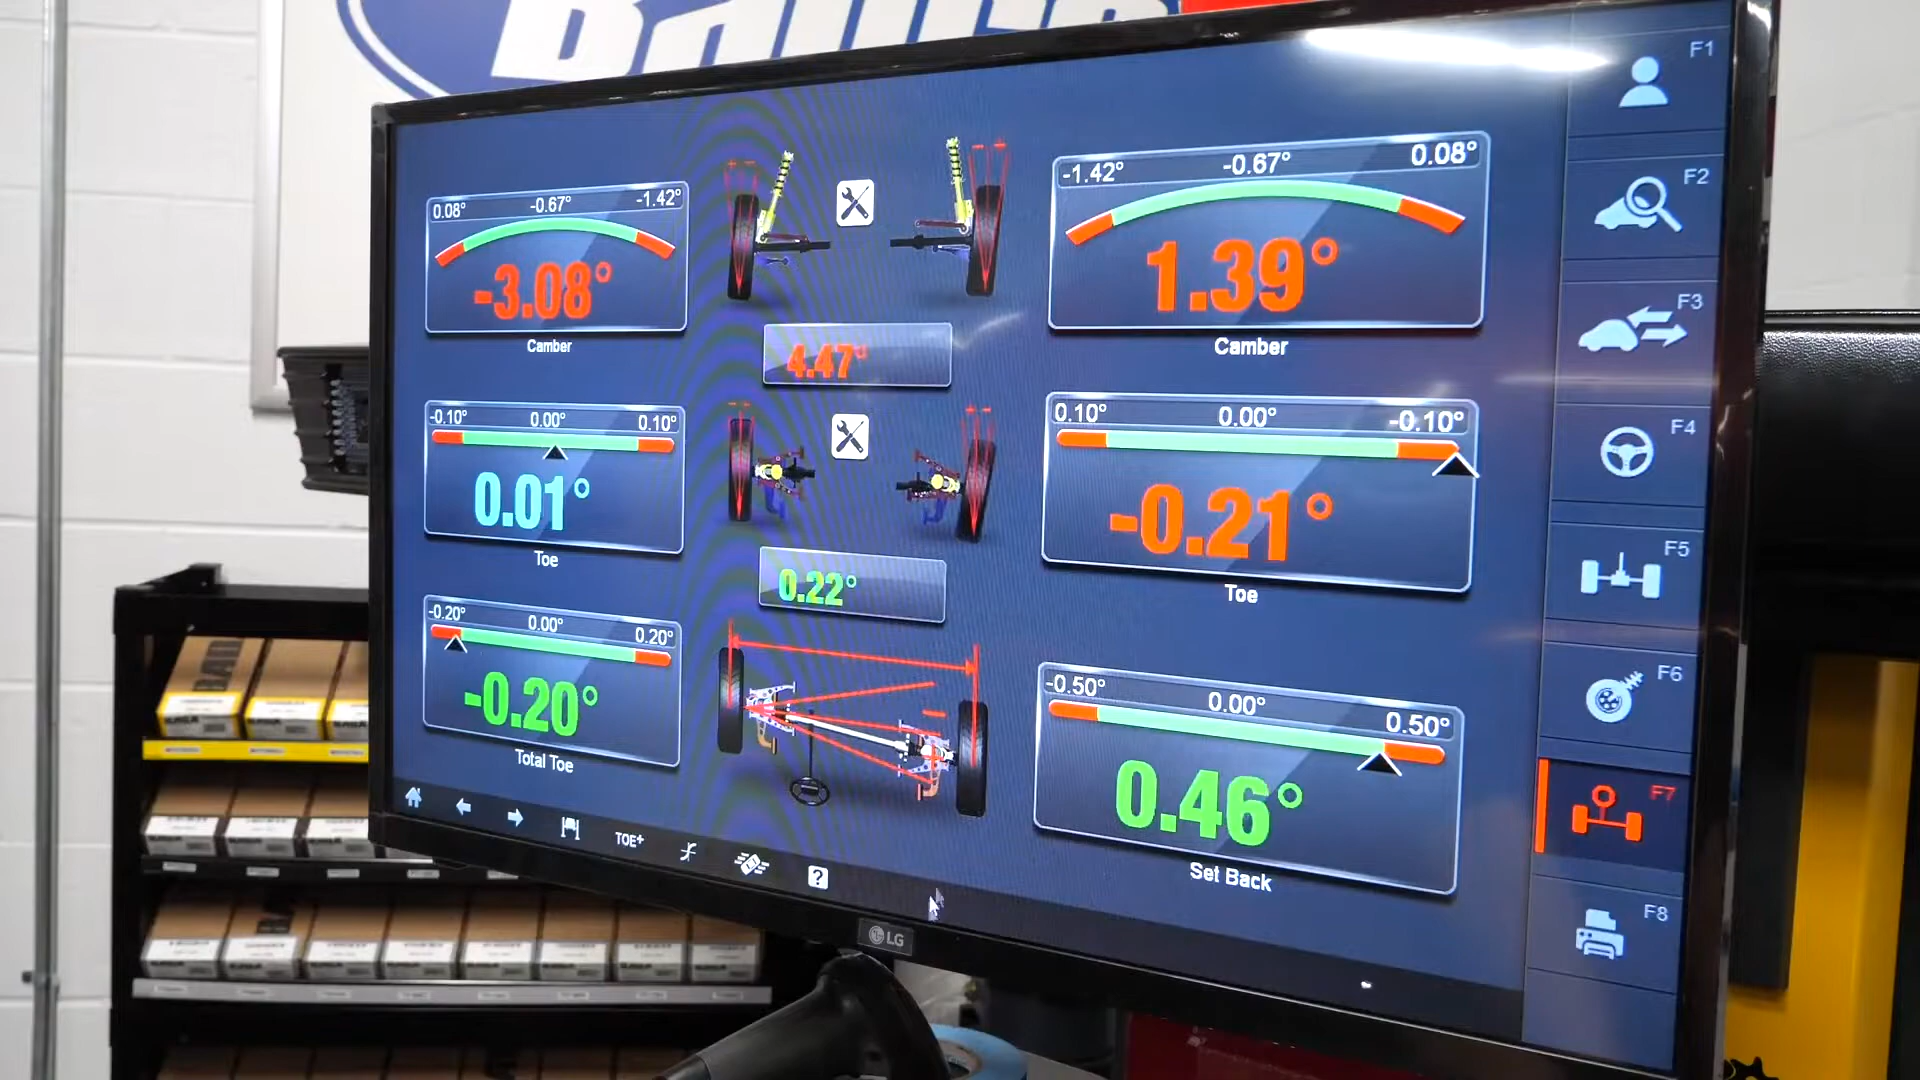 F1
F2
F3
F4
F5
F6
F7
F8
0.08° -0.67° -1.42°
-3.08°
Camber
-1.42° -0.67° 0.08°
1.39°
Camber
4.47°
-0.10° 0.00° 0.10°
0.01°
Toe
0.10° 0.00° -0.10°
-0.21°
Toe
0.22°
-0.20° 0.00° 0.20°
-0.20°
Total Toe
-0.50° 0.00° 0.50°
0.46°
Set Back
TOE+
?
LG